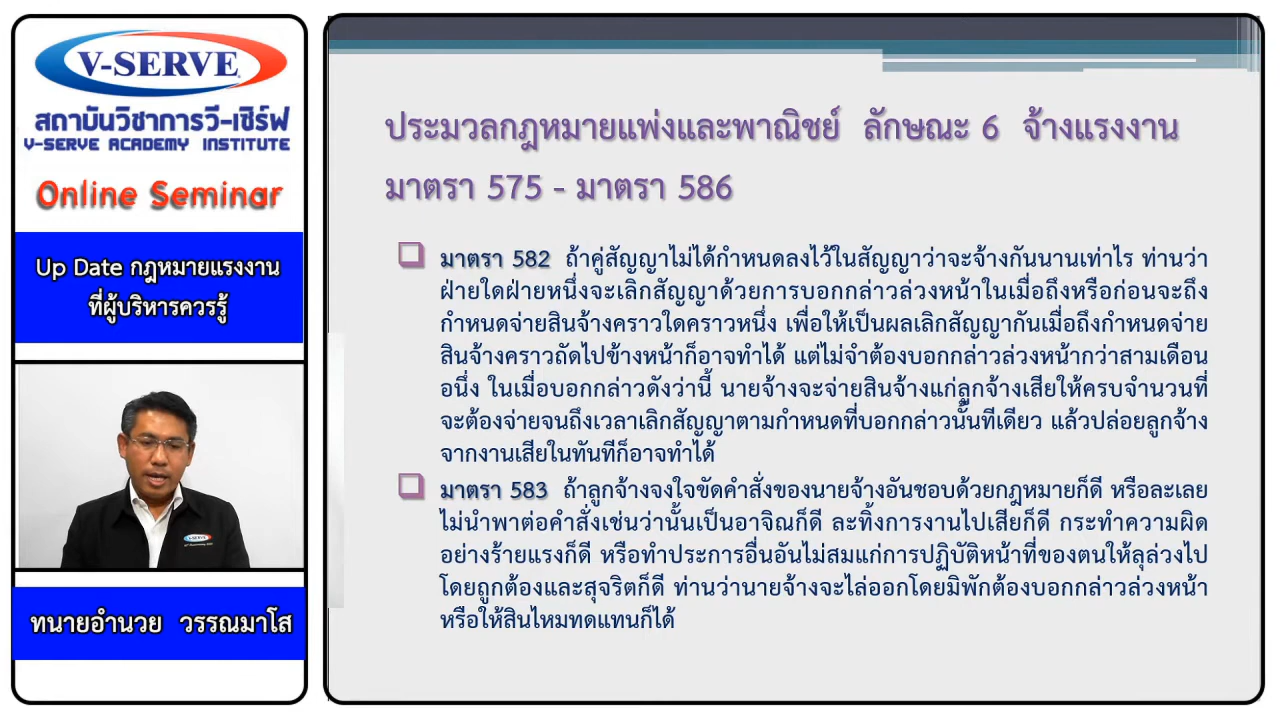 V-SERVE
สถาบันวิชาการวี-เซิร์ฟ
V-SERVE ACADEMY INSTITUTE
Online Seminar
Up Date กฎหมายแรงงาน
ที่ผู้บริหารควรรู้
V-SERVE
ทนายอำนวย วรรณมาโส
ประมวลกฎหมายแพ่งและพาณิชย์ ลักษณะ 6 จ้างแรงงาน
มาตรา 575 - มาตรา 586
มาตรา 582 ถ้าคู่สัญญาไม่ได้กำหนดลงไว้ในสัญญาว่าจะจ้างกันนานเท่าไร ท่านว่า
ฝ่ายใดฝ่ายหนึ่งจะเลิกสัญญาด้วยการบอกกล่าวล่วงหน้าในเมื่อถึงหรือก่อนจะถึง
กำหนดจ่ายสินจ้างคราวใดคราวหนึ่ง เพื่อให้เป็นผลเลิกสัญญากันเมื่อถึงกำหนดจ่าย
สินจ้างคราวถัดไปข้างหน้าก็อาจทำได้ แต่ไม่จำต้องบอกกล่าวล่วงหน้ากว่าสามเดือน
อนึ่ง ในเมื่อบอกกล่าวดังว่านี้ นายจ้างจะจ่ายสินจ้างแก่ลูกจ้างเสียให้ครบจำนวนที่
จะต้องจ่ายจนถึงเวลาเลิกสัญญาตามกำหนดที่บอกกล่าวนั้นทีเดียว แล้วปล่อยลูกจ้าง
จากงานเสียในทันทีก็อาจทำได้
มาตรา 583 ถ้าลูกจ้างจงใจขัดคำสั่งของนายจ้างอันชอบด้วยกฎหมายก็ดี หรือละเลย
ไม่นำพาต่อคำสั่งเช่นว่านั้นเป็นอาจิณก็ดี ละทิ้งการงานไปเสียก็ดี กระทำความผิด
อย่างร้ายแรงก็ดี หรือทำประการอื่นอันไม่สมแก่การปฏิบัติหน้าที่ของตนให้ลุล่วงไป
โดยถูกต้องและสุจริตก็ดี ท่านว่านายจ้างจะไล่ออกโดยมิพักต้องบอกกล่าวล่วงหน้า
หรือให้สินไหมทดแทนก็ได้